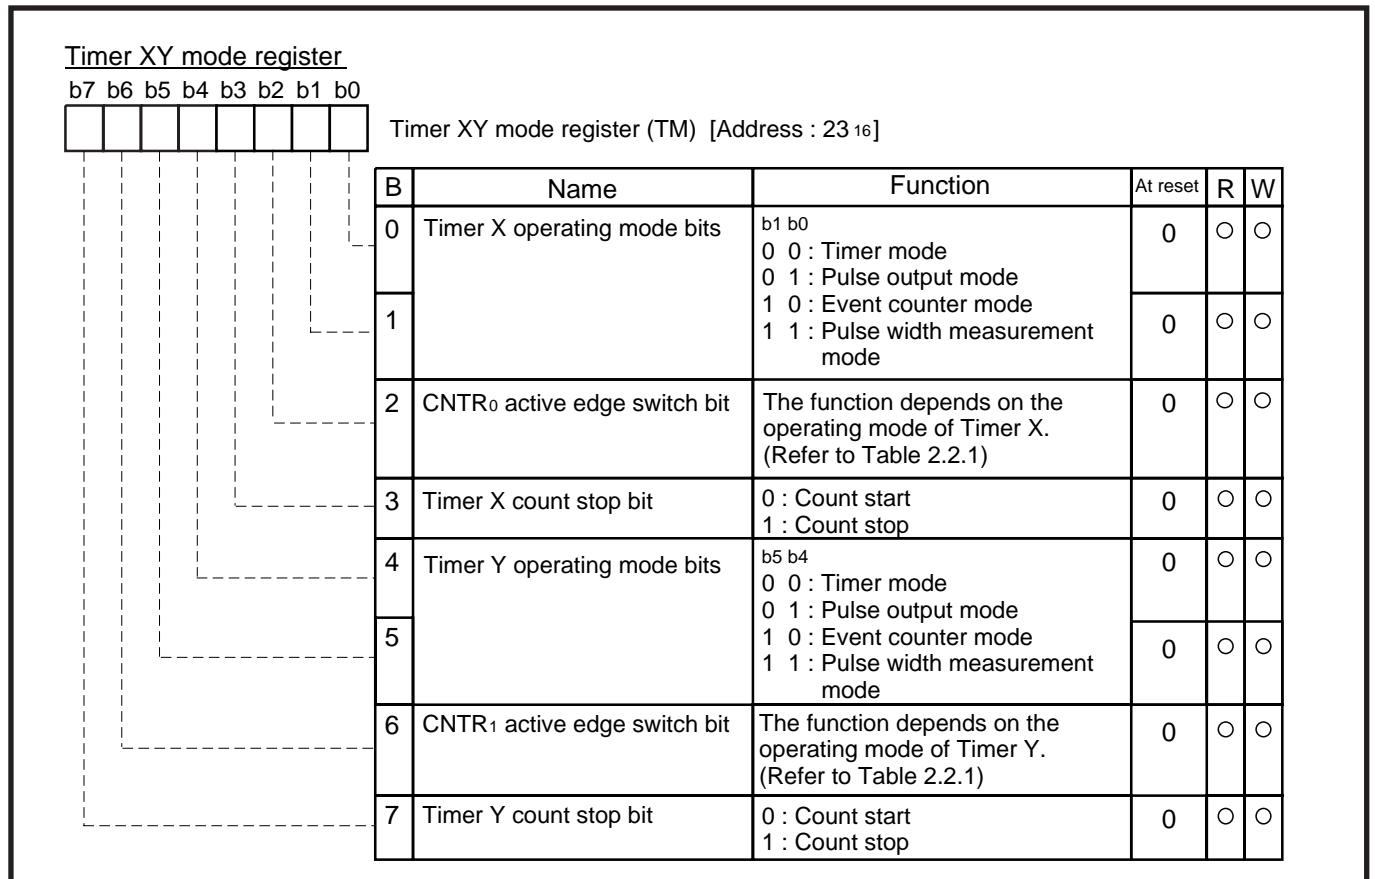 Timer XY mode register
b7 b6 b5 b4 b3 b2 b1 b0
Timer XY mode register (TM) [Address : 23 16]
B Name Function At reset R W
0 Timer X operating mode bits b1 b0 0 ○ ○
0 0 : Timer mode
0 1 : Pulse output mode
1 0 : Event counter mode
1 1 1 : Pulse width measurement 0 ○ ○
mode
2 CNTR0 active edge switch bit The function depends on the 0 ○ ○
operating mode of Timer X.
(Refer to Table 2.2.1)
3 Timer X count stop bit 0 : Count start 0 ○ ○
1 : Count stop
4 Timer Y operating mode bits b5 b4 0 ○ ○
0 0 : Timer mode
0 1 : Pulse output mode
5 1 0 : Event counter mode 0 ○ ○
1 1 : Pulse width measurement
mode
6 CNTR1 active edge switch bit The function depends on the 0 ○ ○
operating mode of Timer Y.
(Refer to Table 2.2.1)
7 Timer Y count stop bit 0 : Count start 0 ○ ○
1 : Count stop